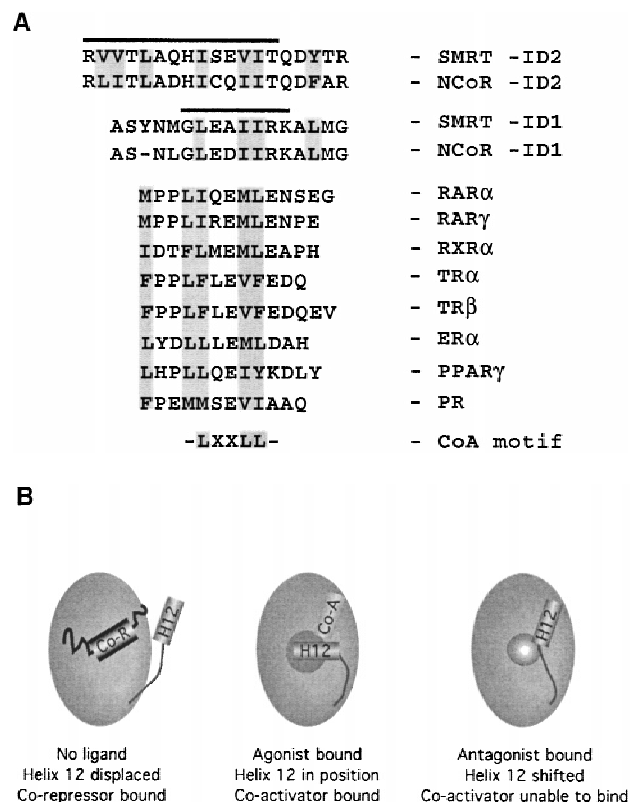 A
RVVTLAQHISEVITQDYTR - SMRT -ID2
RLITLADHICQIITQDFAR - NCoR -ID2
ASYNMGLEAIIRKALMG - SMRT -ID1
AS-NLGLEDIIRKALMG - NCoR -ID1
MPPLIQEMLENSEG - RARα
MPPLIREMLENPE - RARγ
IDTFLMEMLEAPH - RXRα
FPPLFLEVFEDQ - TRα
FPPLFLEVFEDQEV - TRβ
LYDLLLEMLDAH - ERα
LHPLLQEIYKDLY - PPARγ
FPEMMSEVIAAQ - PR
-LXXLL- - CoA motif
B
Co-R
H12
Co-A
H12
H12
No ligand
Helix 12 displaced
Co-repressor bound
Agonist bound
Helix 12 in position
Co-activator bound
Antagonist bound
Helix 12 shifted
Co-activator unable to bind